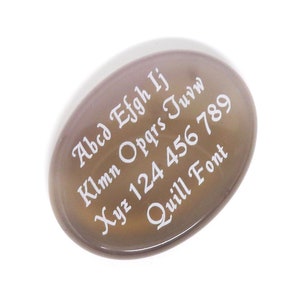 Abcd Efgh Ij
Klmn Opqrs Tuvw
Xyz 124 456 789
Quill Font